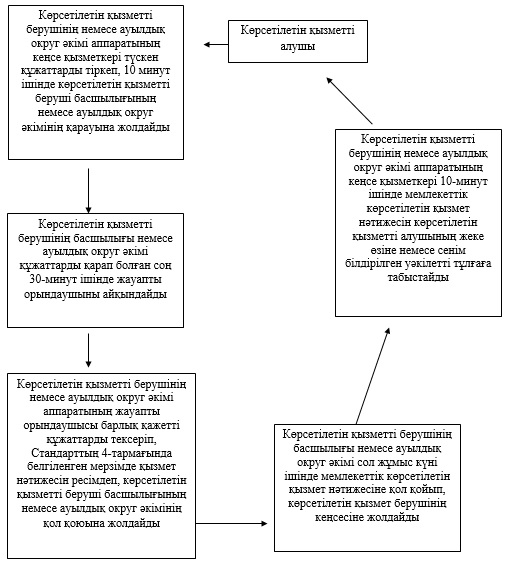 Көрсетілетін қызметті
алушы
Көрсетілетін қызметті
берушінің немесе ауылдық
округ әкімі аппаратының
кеңсе қызметкері түскен
құжаттарды тіркеп, 10 минут
ішінде көрсетілетін қызметті
беруші басшылығының
немесе ауылдық округ
әкімінің қарауына жолдайды
Көрсетілетін қызметті
берушінің басшылығы немесе
ауылдық округ әкімі
құжаттарды қарап болған соң
30-минут ішінде жауапты
орындаушыны айқындайды
Көрсетілетін қызметті берушінің
немесе ауылдық округ әкімі
аппаратының жауапты
орындаушысы барлық қажетті
құжаттарды тексеріп,
Стандарттың 4-тармағында
белгіленген мерзімде қызмет
нәтижесін ресімдеп, көрсетілетін
қызметті беруші басшылығының
немесе ауылдық округ әкімінің
қол қоюына жолдайды
Көрсетілетін қызметті берушінің
басшылығы немесе ауылдық
округ әкімі сол жұмыс күні
ішінде мемлекеттік көрсетілетін
қызмет нәтижесіне қол қойып,
көрсетілетін қызмет берушінің
кеңсесіне жолдайды
Көрсетілетін қызметті
берушінің немесе ауылдық
округ әкімі аппаратының
кеңсе қызметкері 10-минут
ішінде мемлекеттік
көрсетілетін қызмет
нәтижесін көрсетілетін
қызметті алушының жеке
өзіне немесе сенім
білдірілген уәкілетті тұлғаға
табыстайды